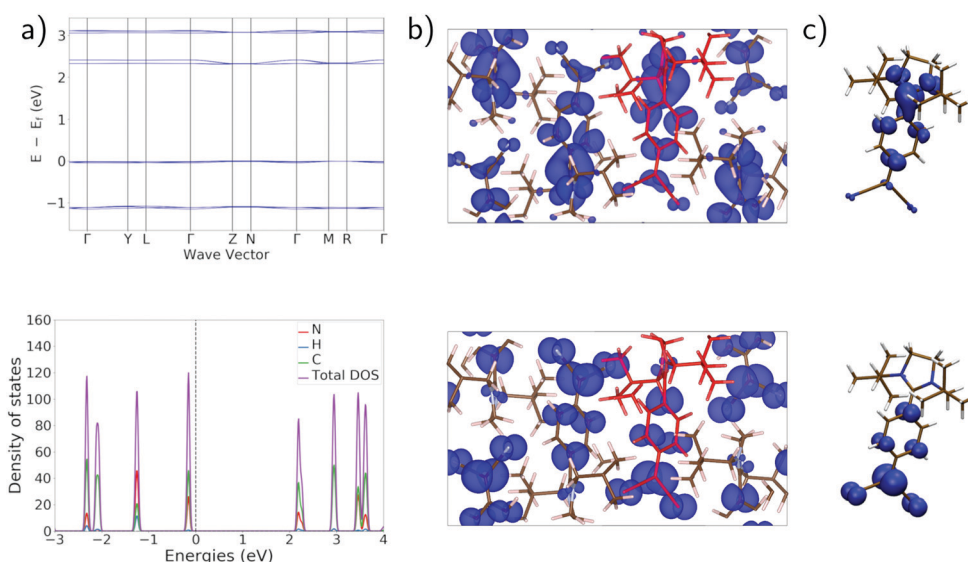 a)
b)
c)
3
2
1
0
−1
E − E_f (eV)
Γ Y L Γ Z N Γ M R Γ
Wave Vector
160
140
120
100
80
60
40
20
0
Density of states
N
H
C
Total DOS
−3 −2 −1 0 1 2 3 4
Energies (eV)